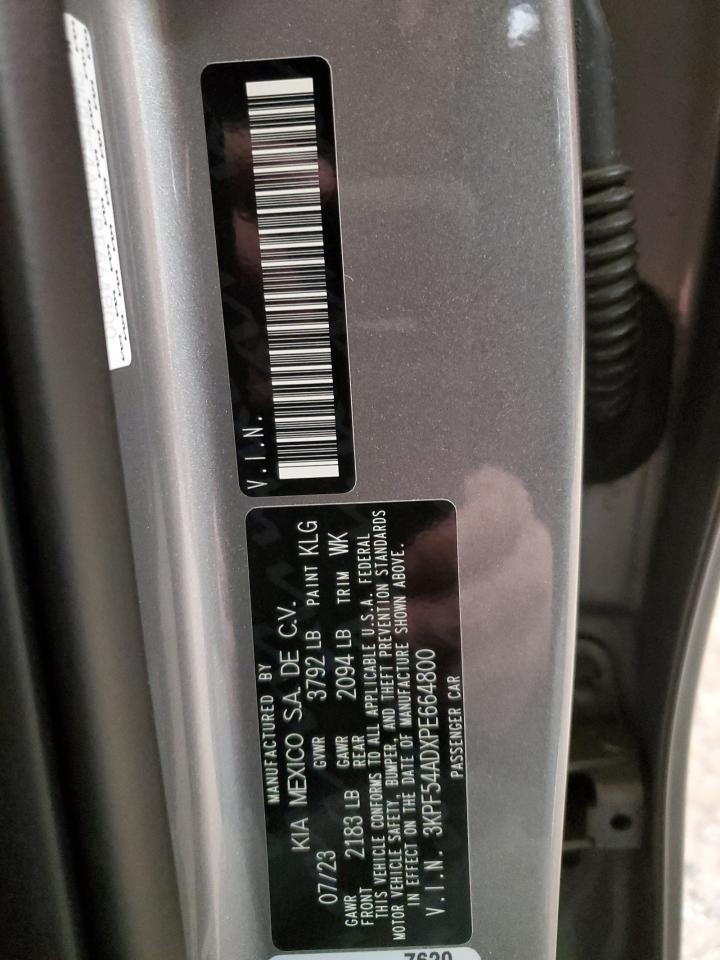 V.I.N.
MANUFACTURED BY
KIA MEXICO S.A. DE C.V.
07/23 GVWR 3792 LB PAINT KLG
GAWR FRONT 2183 LB GAWR REAR 2094 LB TRIM WK
THIS VEHICLE CONFORMS TO ALL APPLICABLE U.S.A. FEDERAL
MOTOR VEHICLE SAFETY, BUMPER, AND THEFT PREVENTION STANDARDS
IN EFFECT ON THE DATE OF MANUFACTURE SHOWN ABOVE.
V.I.N. 3KPF54ADXPE664800
PASSENGER CAR